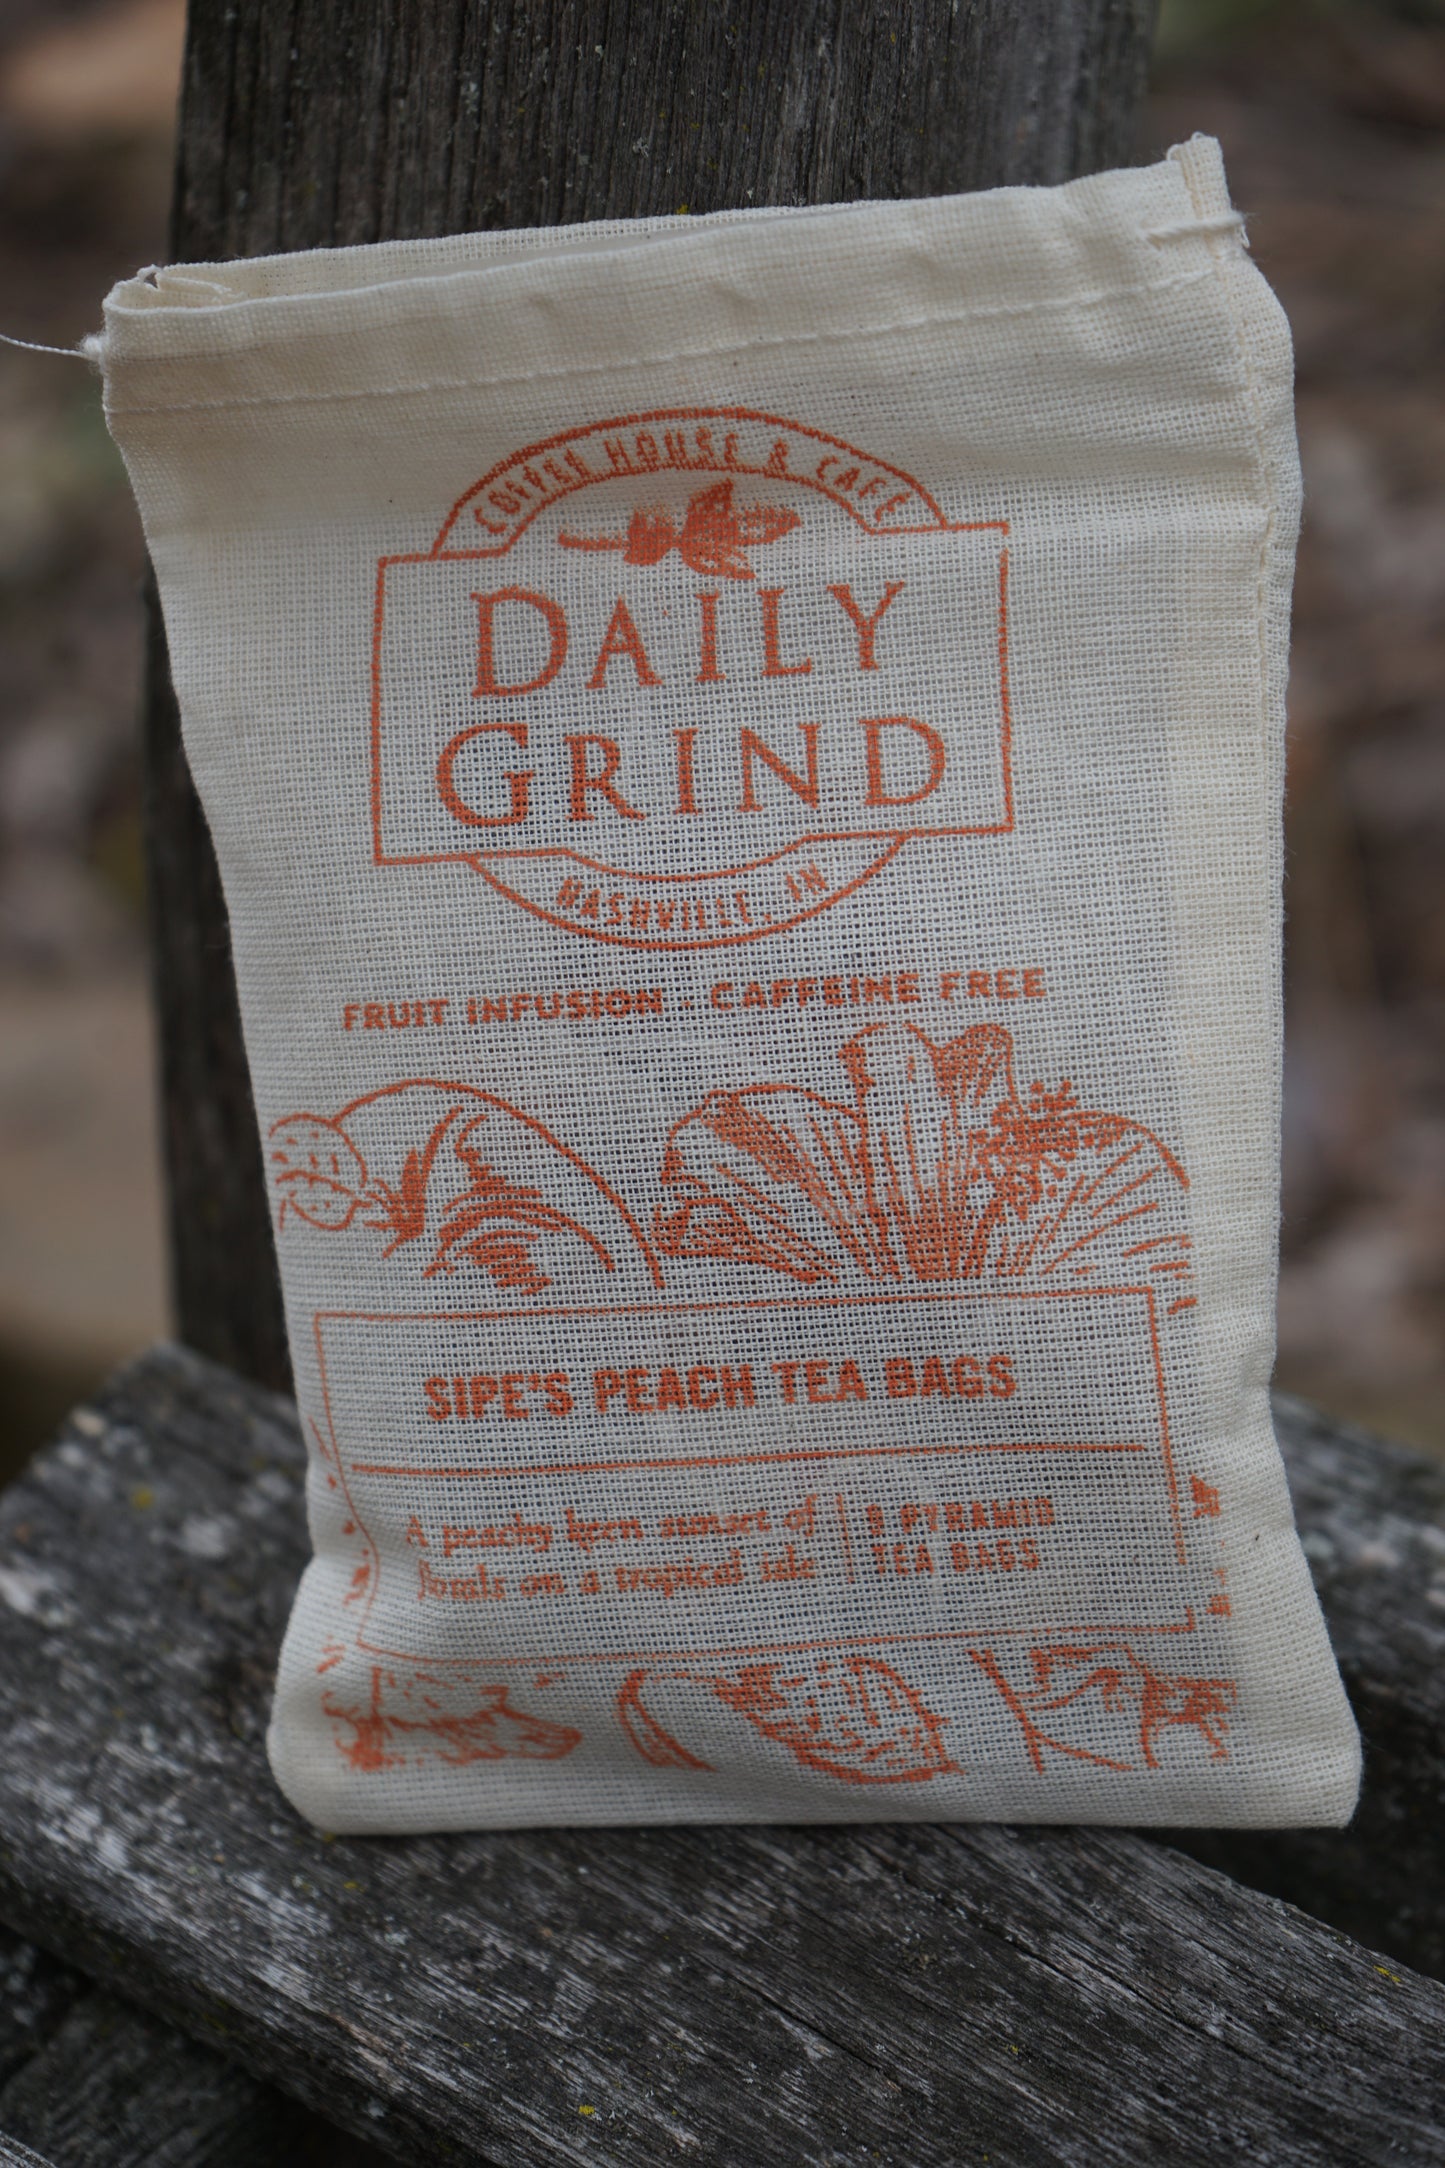 COFFEE HOUSE & CAFE
DAILY
GRIND
NASHVILLE, IN
FRUIT INFUSION . CAFFEINE FREE
SIPE'S PEACH TEA BAGS
A peachy keen sunset of
florals on a tropical isle
9 PYRAMID
TEA BAGS